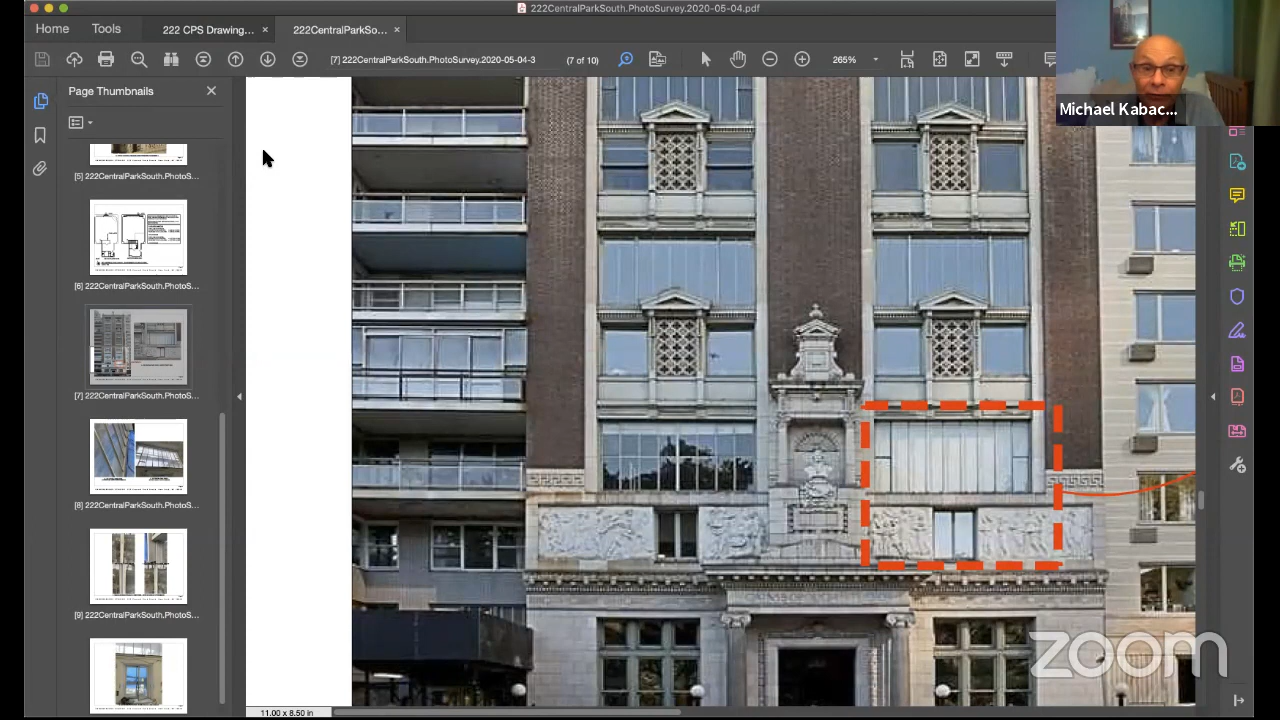 222CentralParkSouth.PhotoSurvey.2020-05-04.pdf
Home Tools 222 CPS Drawing... × 222CentralParkSo... ×
[7] 222CentralParkSouth.PhotoSurvey.2020-05-04-3 (7 of 10) 265%
Page Thumbnails
Michael Kabac...
[5] 222CentralParkSouth.PhotoS...
[6] 222CentralParkSouth.PhotoS...
[7] 222CentralParkSouth.PhotoS...
[8] 222CentralParkSouth.PhotoS...
[9] 222CentralParkSouth.PhotoS...
11.00 x 8.50 in
zoom